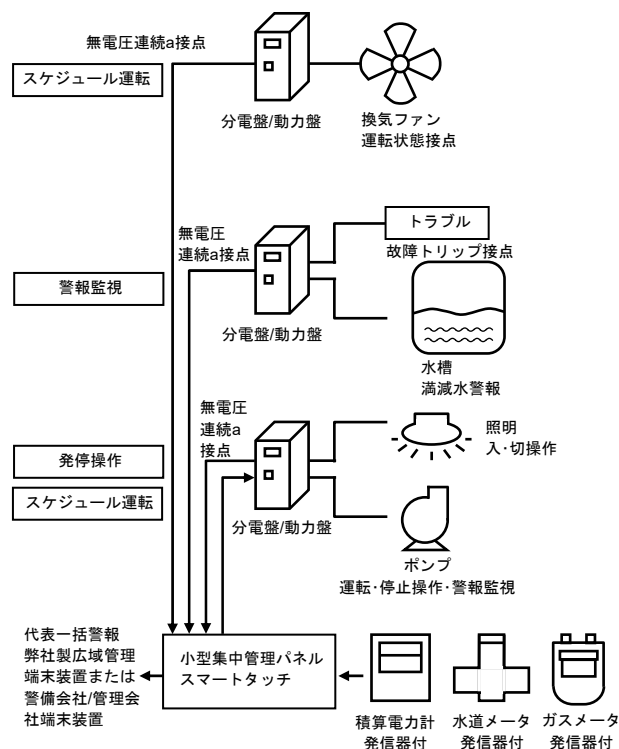 無電圧連続a接点
スケジュール運転
分電盤/動力盤
換気ファン
運転状態接点
無電圧
連続a接点
トラブル
故障トリップ接点
警報監視
分電盤/動力盤
水槽
満減水警報
無電圧
連続a
接点
照明
入・切操作
発停操作
スケジュール運転
分電盤/動力盤
ポンプ
運転・停止操作・警報監視
代表一括警報
弊社製広域管理
端末装置または
警備会社/管理会
社端末装置
小型集中管理パネル
スマートタッチ
積算電力計
発信器付
水道メータ
発信器付
ガスメータ
発信器付